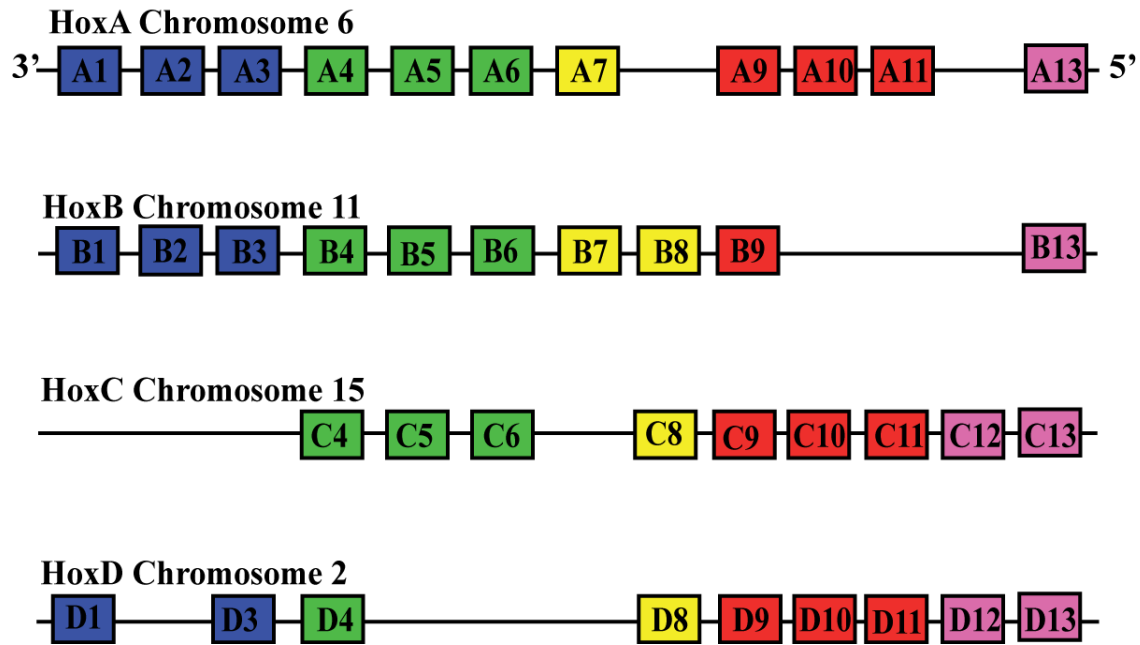 HoxA Chromosome 6
3’ A1 A2 A3 A4 A5 A6 A7 A9 A10 A11 A13 5’
HoxB Chromosome 11
B1 B2 B3 B4 B5 B6 B7 B8 B9 B13
HoxC Chromosome 15
C4 C5 C6 C8 C9 C10 C11 C12 C13
HoxD Chromosome 2
D1 D3 D4 D8 D9 D10 D11 D12 D13